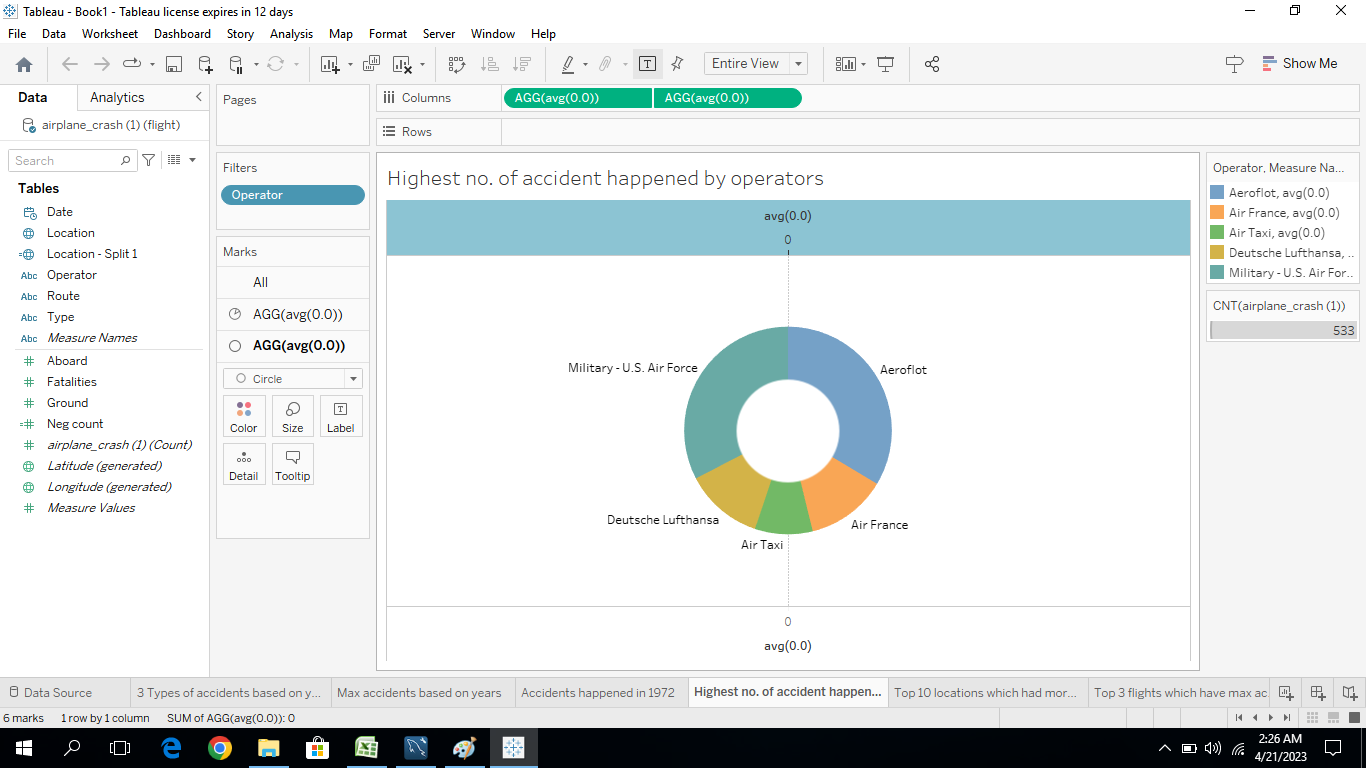 Tableau - Book1 - Tableau license expires in 12 days
File Data Worksheet Dashboard Story Analysis Map Format Server Window Help
Entire View
Show Me
Data Analytics
airplane_crash (1) (flight)
Search
Tables
Date
Location
Location - Split 1
Abc Operator
Abc Route
Abc Type
Abc Measure Names
Aboard
Fatalities
Ground
Neg count
airplane_crash (1) (Count)
Latitude (generated)
Longitude (generated)
Measure Values
Pages
Filters
Operator
Marks
All
AGG(avg(0.0))
AGG(avg(0.0))
Circle
Color Size Label
Detail Tooltip
Columns AGG(avg(0.0)) AGG(avg(0.0))
Rows
Highest no. of accident happened by operators
avg(0.0)
0
Military - U.S. Air Force
Aeroflot
Deutsche Lufthansa
Air France
Air Taxi
0
avg(0.0)
Operator, Measure Na...
Aeroflot, avg(0.0)
Air France, avg(0.0)
Air Taxi, avg(0.0)
Deutsche Lufthansa, ..
Military - U.S. Air For..
CNT(airplane_crash (1))
533
Data Source 3 Types of accidents based on y... Max accidents based on years Accidents happened in 1972 Highest no. of accident happen... Top 10 locations which had mor... Top 3 flights which have max ac.
6 marks 1 row by 1 column SUM of AGG(avg(0.0)): 0
2:26 AM
4/21/2023